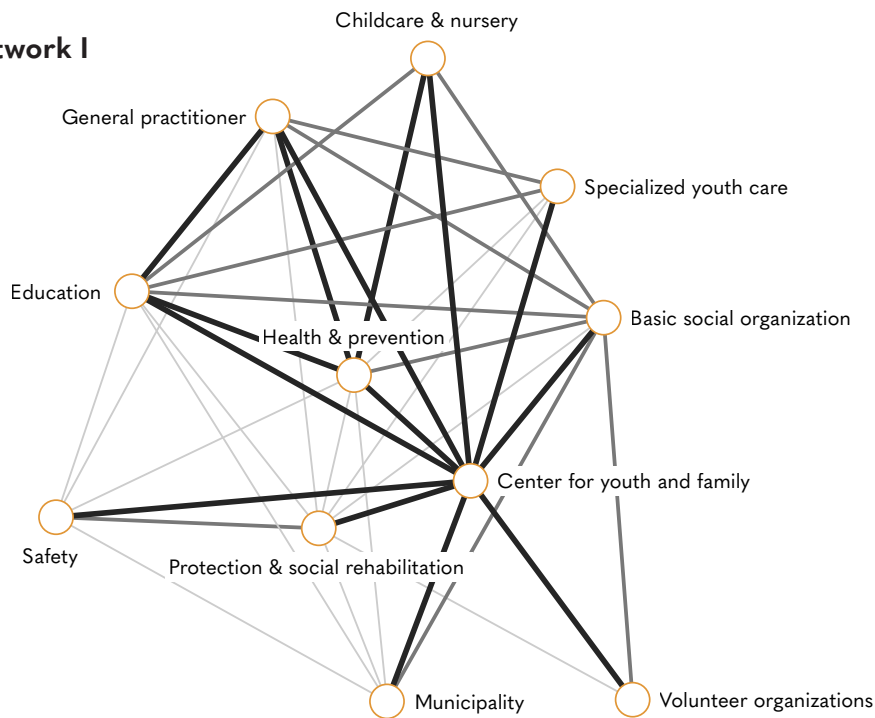 Childcare & nursery
twork I
General practitioner
Specialized youth care
Education
Basic social organization
Health & prevention
Center for youth and family
Safety
Protection & social rehabilitation
Municipality
Volunteer organizations